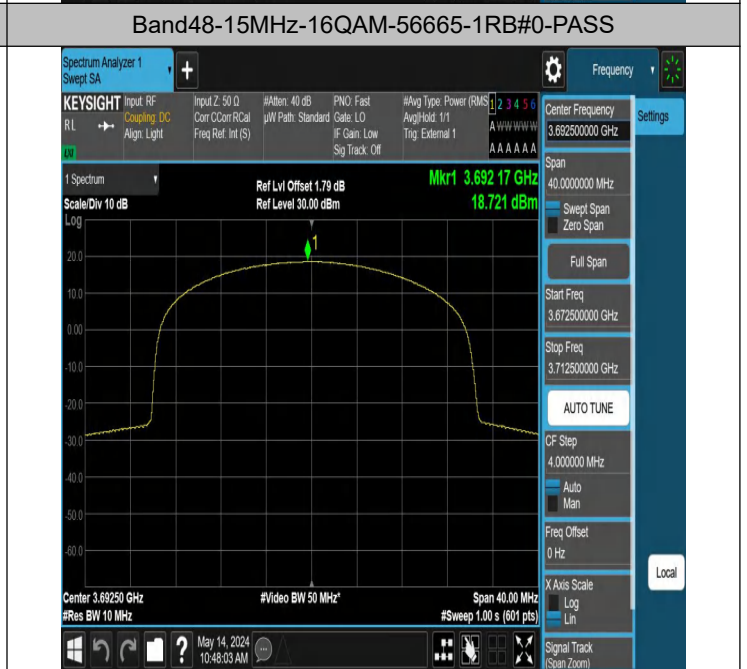 Band48-15MHz-16QAM-56665-1RB#0-PASS
Spectrum Analyzer 1
Swept SA
+
Frequency
KEYSIGHT
RL
Input: RF
Coupling: DC
Align: Light
Input Z: 50 Ω
Corr CCorr RCal
Freq Ref: Int (S)
#Atten: 40 dB
µW Path: Standard
PNO: Fast
Gate: LO
IF Gain: Low
Sig Track: Off
#Avg Type: Power (RMS
Avg|Hold: 1/1
Trig: External 1
1 2 3 4 5 6
A W W W W W
A A A A A A
1 Spectrum
Scale/Div 10 dB
Log
Ref Lvl Offset 1.79 dB
Ref Level 30.00 dBm
Mkr1 3.692 17 GHz
18.721 dBm
1
20.0
10.0
0.00
-10.0
-20.0
-30.0
-40.0
-50.0
-60.0
Center 3.69250 GHz
#Res BW 10 MHz
#Video BW 50 MHz*
Span 40.00 MHz
#Sweep 1.00 s (601 pts)
Center Frequency
3.692500000 GHz
Settings
Span
40.0000000 MHz
Swept Span
Zero Span
Full Span
Start Freq
3.672500000 GHz
Stop Freq
3.712500000 GHz
AUTO TUNE
CF Step
4.000000 MHz
Auto
Man
Freq Offset
0 Hz
X Axis Scale
Log
Lin
Local
Signal Track
(Span Zoom)
?
May 14, 2024
10:48:03 AM